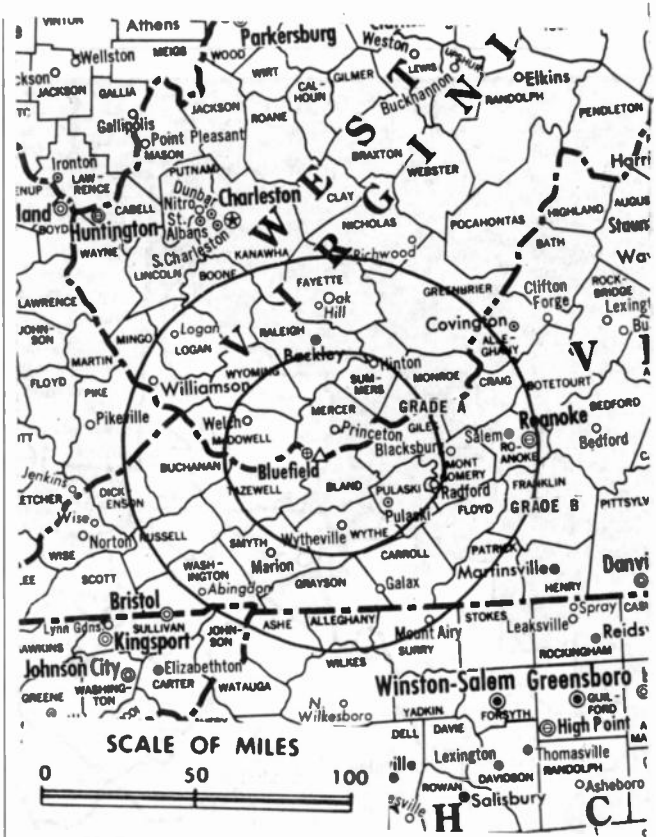 VINTON
Athens
MEIGS
Parkersburg
WOOD
Weston
LEWIS
UPSHUR
Wellston
JACKSON
GALLIA
WIRT
CAL-
HOUN
GILMER
Buckhannon
Elkins
RANDOLPH
JACKSON
ROANE
PENDLETON
Gallipolis
Point Pleasant
MASON
BRAXTON
WEBSTER
Ironton
LAW-
RENCE
PUTNAM
Dunbar
Nitro
St.
Albans
Charleston
CLAY
NICHOLAS
POCAHONTAS
HIGHLAND
BATH
CABELL
BOYD
Huntington
WAYNE
S. Charleston
KANAWHA
Richwood
LINCOLN
BOONE
FAYETTE
Oak
Hill
GREENBRIER
Clifton
Forge
ROCK-
BRIDGE
LAWRENCE
WEST
VIRGINI
JOHN-
SON
MINGO
Logan
LOGAN
RALEIGH
Beckley
Covington
ALLE-
GHANY
MARTIN
WYOMING
Hinton
SUM-
MERS
MONROE
CRAIG
BOTETOURT
V
FLOYD
PIKE
Williamson
MERCER
GRADE A
GILES
BEDFORD
Pikeville
Welch
McDOWELL
Princeton
Blacksburg
Salem
Roanoke
RO-
ANOKE
Bedford
BUCHANAN
Bluefield
MONT
GOMERY
Jenkins
DICK
ENSON
TAZEWELL
BLAND
PULASKI
Radford
FRANKLIN
Pulaski
FLOYD
GRADE B
Wise
Norton
RUSSELL
Wytheville
WYTHE
WISE
SMYTH
Marion
CARROLL
PATRICK
SCOTT
WASH-
INGTON
Abingdon
GRAYSON
Galax
Martinsville
HENRY
Bristol
Lynn Gdns.
SULLIVAN
JOHN-
SON
ASHE
ALLEGHANY
STOKES
Spray
Leaksville
Kingsport
Mount Airy
SURRY
ROCKINGHAM
Johnson City
Elizabethton
WASHING-
TON
CARTER
WATAUGA
WILKES
GREENE
N.
Wilkesboro
Winston-Salem
Greensboro
YADKIN
FORSYTH
GUIL-
FORD
SCALE OF MILES
DAVIE
High Point
Lexington
Thomasville
RANDOLPH
0 50 100
DAVIDSON
ROWAN
Asheboro
Salisbury
H C